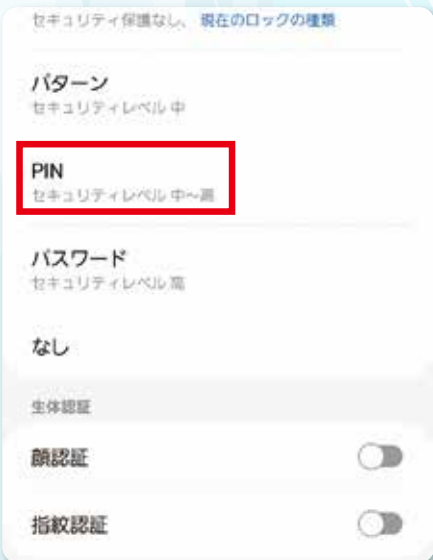 セキュリティ保護なし、現在のロックの種類
パターン
セキュリティレベル 中
PIN
セキュリティレベル 中～高
パスワード
セキュリティレベル 高
なし
生体認証
顔認証
指紋認証